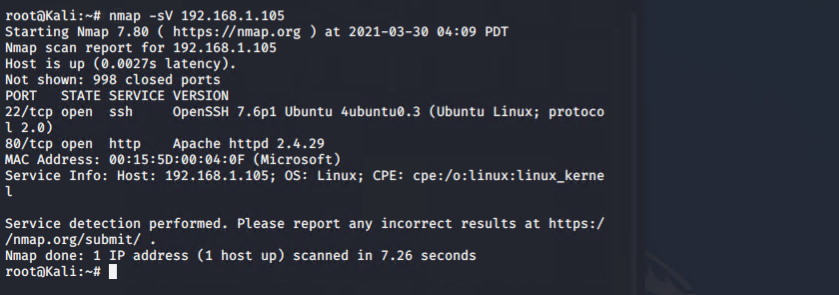 root@Kali:~# nmap -sV 192.168.1.105
Starting Nmap 7.80 ( https://nmap.org ) at 2021-03-30 04:09 PDT
Nmap scan report for 192.168.1.105
Host is up (0.0027s latency).
Not shown: 998 closed ports
PORT   STATE SERVICE VERSION
22/tcp open  ssh     OpenSSH 7.6p1 Ubuntu 4ubuntu0.3 (Ubuntu Linux; protoco
l 2.0)
80/tcp open  http    Apache httpd 2.4.29
MAC Address: 00:15:5D:00:04:0F (Microsoft)
Service Info: Host: 192.168.1.105; OS: Linux; CPE: cpe:/o:linux:linux_kerne
l
Service detection performed. Please report any incorrect results at https:/
/nmap.org/submit/ .
Nmap done: 1 IP address (1 host up) scanned in 7.26 seconds
root@Kali:~#